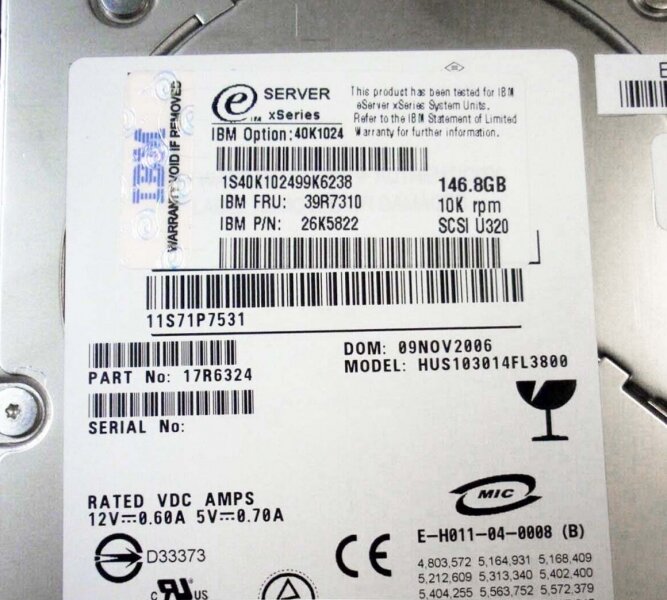 WARRANTY VOID IF REMOVED
IBM
e SERVER
TM xSeries
This product has been tested for IBM
eServer xSeries System Units.
Refer to the IBM Statement of Limited
Warranty for further information.
IBM Option:40K1024
1S40K102499K6238
146.8GB
IBM FRU: 39R7310
10K rpm
IBM P/N: 26K5822
SCSI U320
11S71P7531
DOM: 09NOV2006
PART No: 17R6324
MODEL: HUS103014FL3800
SERIAL No:
RATED VDC AMPS
12V⎓0.60A 5V⎓0.70A
MIC
E-H011-04-0008 (B)
D33373
CE
4,803,572 5,164,931 5,168,409
5,212,609 5,313,340 5,402,400
5,404,255 5,563,752 5,572,379
c RU US